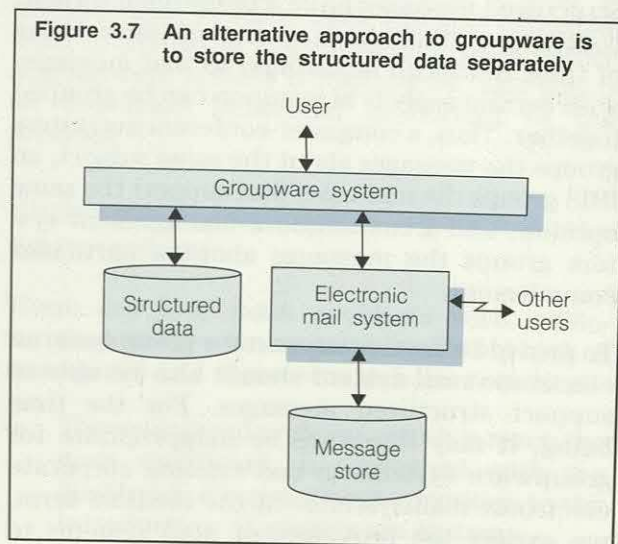 Figure 3.7 An alternative approach to groupware is
to store the structured data separately
User
Groupware system
Structured
data
Electronic
mail system
Other
users
Message
store